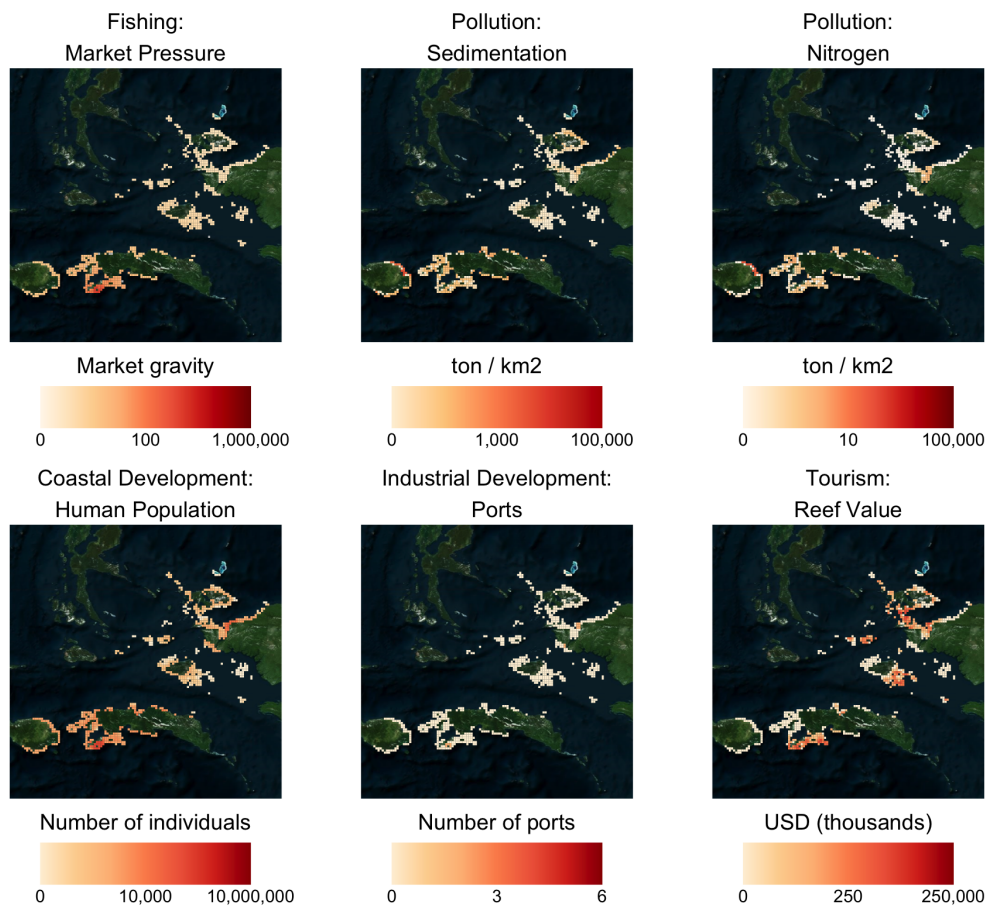 Fishing:
Market Pressure
Pollution:
Sedimentation
Pollution:
Nitrogen
Market gravity
0 100 1,000,000
ton / km2
0 1,000 100,000
ton / km2
0 10 100,000
Coastal Development:
Human Population
Industrial Development:
Ports
Tourism:
Reef Value
Number of individuals
0 10,000 10,000,000
Number of ports
0 3 6
USD (thousands)
0 250 250,000